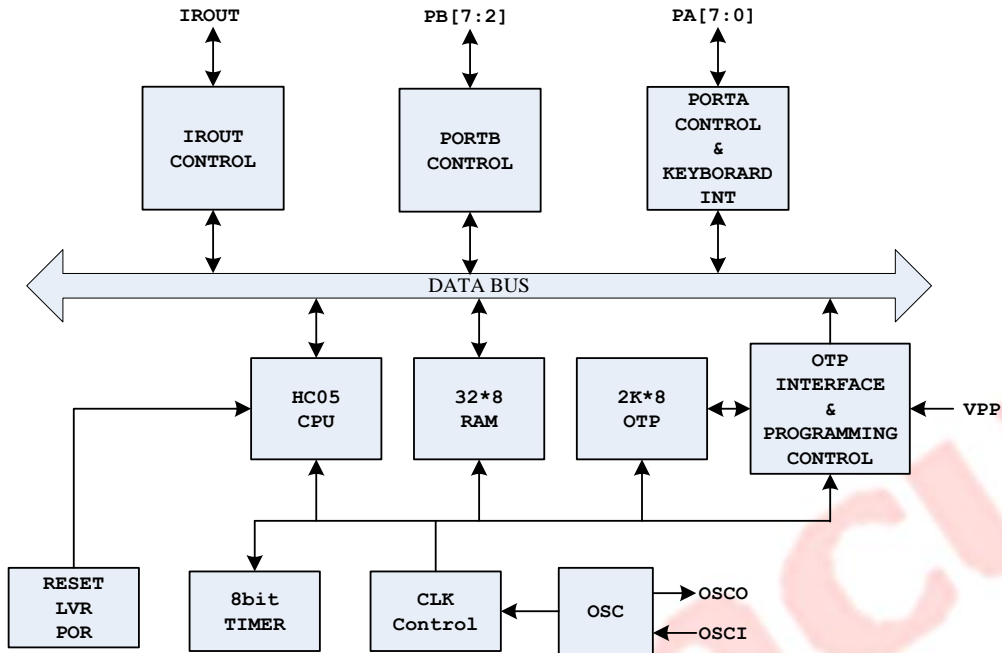 IROUT
PB[7:2]
PA[7:0]
IROUT
CONTROL
PORTB
CONTROL
PORTA
CONTROL
&
KEYBORARD
INT
DATA BUS
HC05
CPU
32*8
RAM
2K*8
OTP
OTP
INTERFACE
&
PROGRAMMING
CONTROL
VPP
RESET
LVR
POR
8bit
TIMER
CLK
Control
OSC
OSCO
OSCI